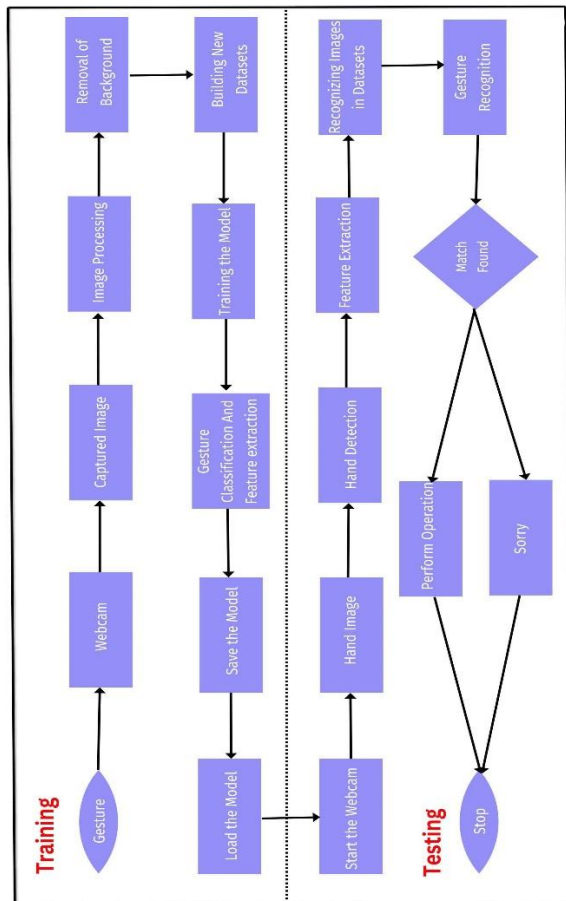 Training
Gesture
Webcam
Captured Image
Image Processing
Removal of
Background
Building New
Datasets
Training the Model
Gesture
Classification And
Feature extraction
Save the Model
Load the Model
Start the Webcam
Hand Image
Hand Detection
Feature Extraction
Recognizing Images
in Datasets
Gesture
Recognition
Match
Found
Perform Operation
Sorry
Stop
Testing